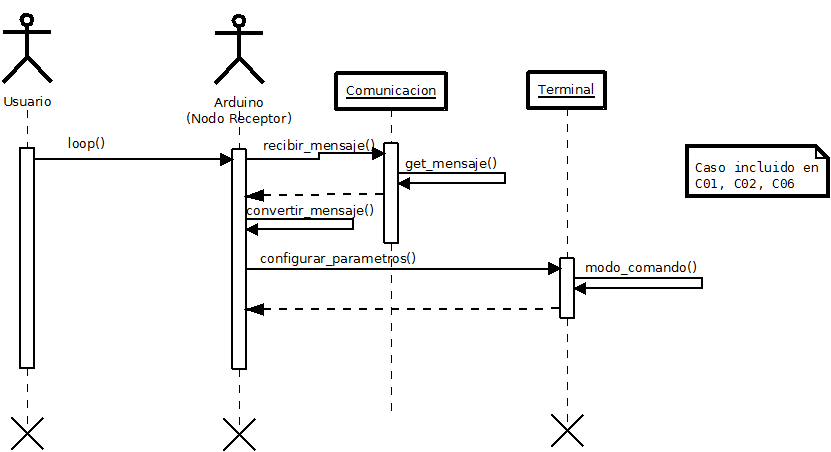 Usuario
Arduino
(Nodo Receptor)
Comunicacion
Terminal
loop()
recibir_mensaje()
get_mensaje()
Caso incluido en
C01, C02, C06
convertir_mensaje()
configurar_parametros()
modo_comando()